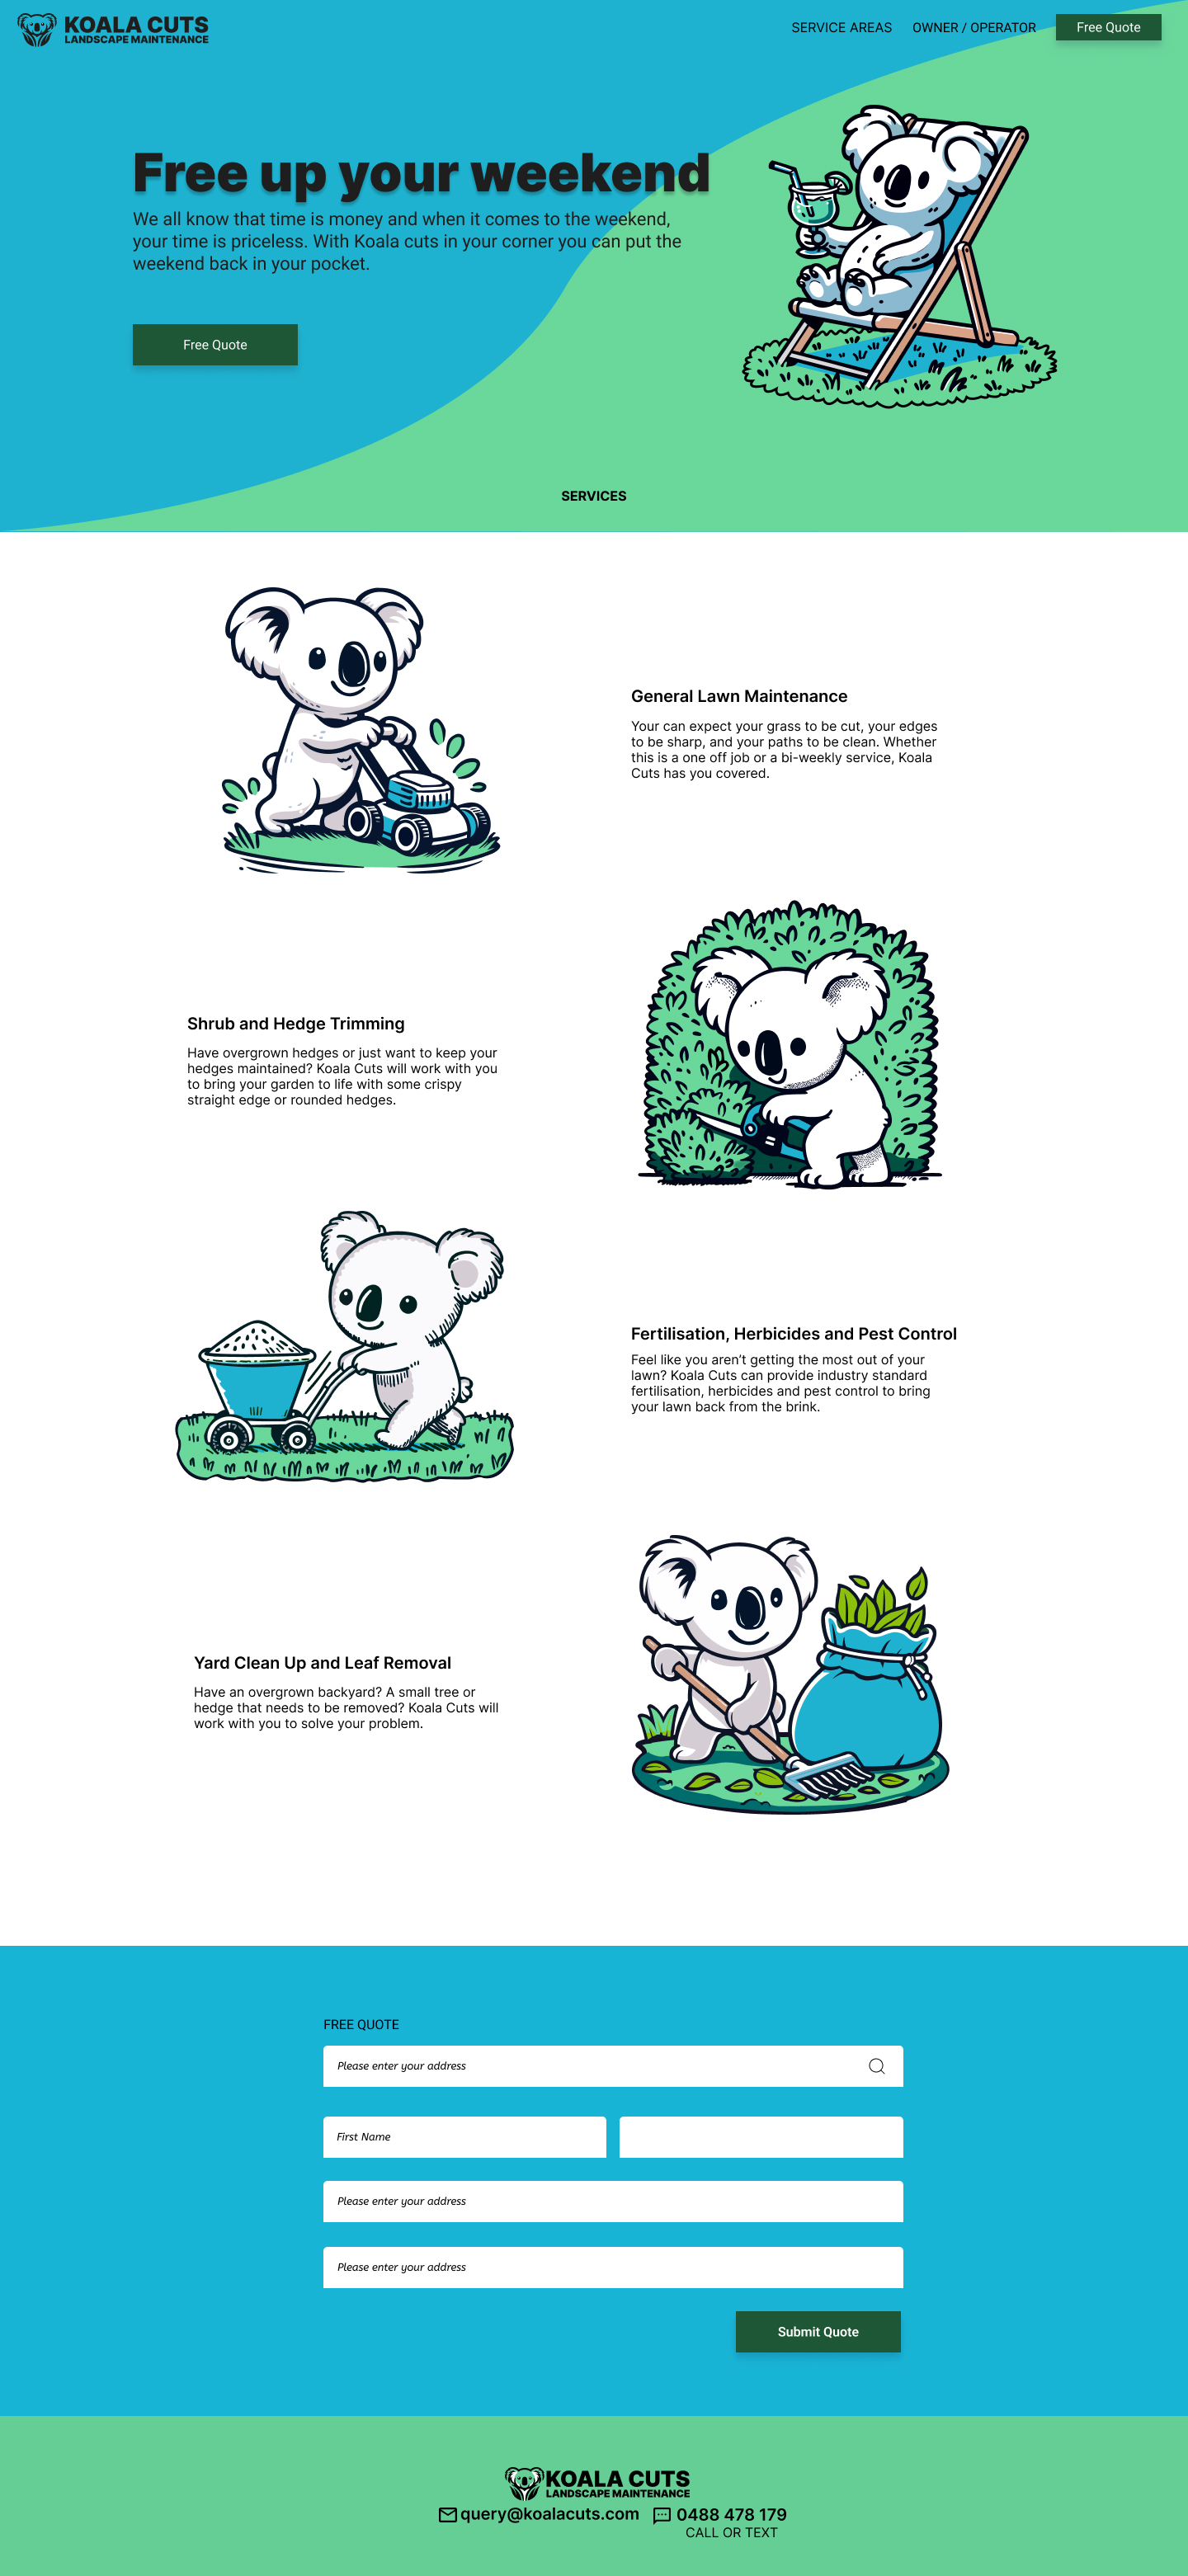 KOALA CUTS
LANDSCAPE MAINTENANCE
SERVICE AREAS
OWNER / OPERATOR
Free Quote
Free up your weekend
We all know that time is money and when it comes to the weekend,
your time is priceless. With Koala cuts in your corner you can put the
weekend back in your pocket.
Free Quote
SERVICES
General Lawn Maintenance
Your can expect your grass to be cut, your edges
to be sharp, and your paths to be clean. Whether
this is a one off job or a bi-weekly service, Koala
Cuts has you covered.
Shrub and Hedge Trimming
Have overgrown hedges or just want to keep your
hedges maintained? Koala Cuts will work with you
to bring your garden to life with some crispy
straight edge or rounded hedges.
Fertilisation, Herbicides and Pest Control
Feel like you aren’t getting the most out of your
lawn? Koala Cuts can provide industry standard
fertilisation, herbicides and pest control to bring
your lawn back from the brink.
Yard Clean Up and Leaf Removal
Have an overgrown backyard? A small tree or
hedge that needs to be removed? Koala Cuts will
work with you to solve your problem.
FREE QUOTE
Please enter your address
First Name
Please enter your address
Please enter your address
Submit Quote
KOALA CUTS
LANDSCAPE MAINTENANCE
query@koalacuts.com
0488 478 179
CALL OR TEXT